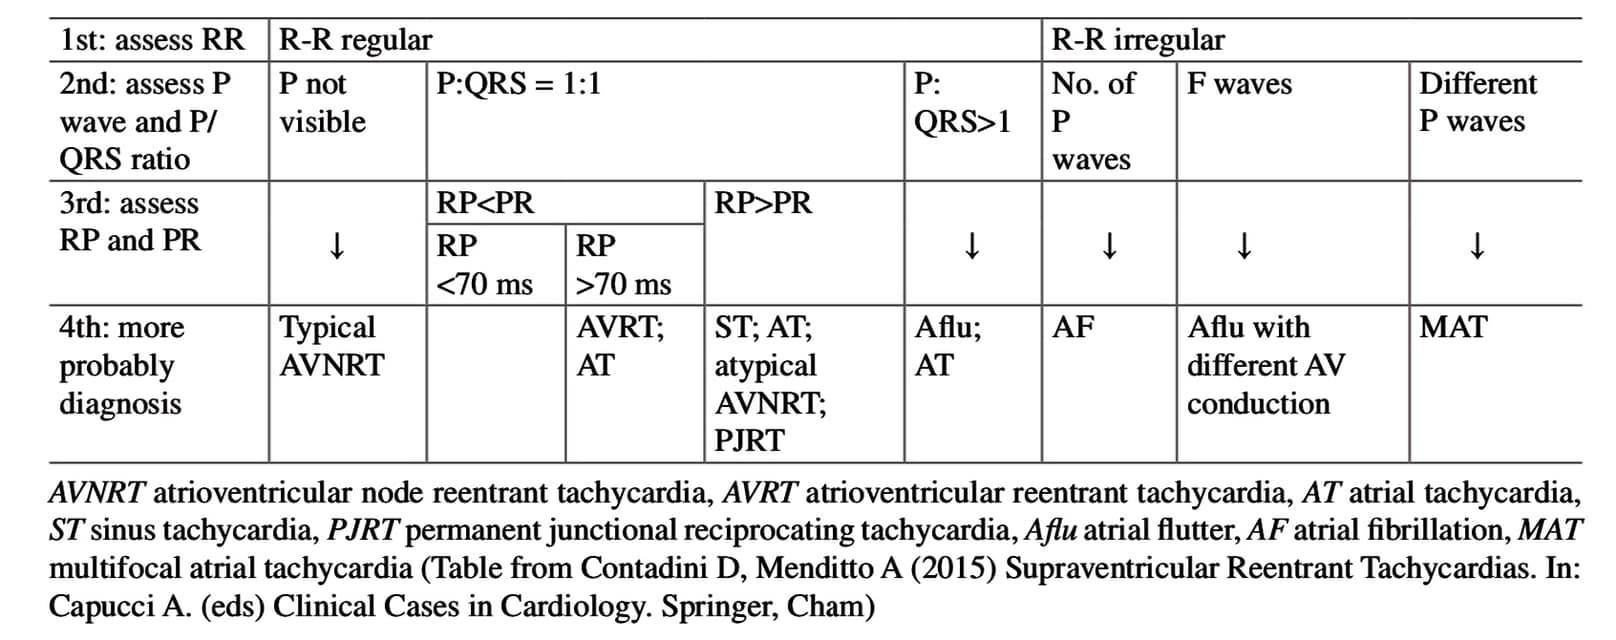 1st: assess RR R-R regular R-R irregular
2nd: assess P wave and P/ QRS ratio
P not visible
P:QRS = 1:1
P: QRS>1
No. of P waves
F waves
Different P waves
3rd: assess RP and PR
↓
RP<PR
RP <70 ms
RP >70 ms
RP>PR
↓
↓
↓
↓
4th: more probably diagnosis
Typical AVNRT
AVRT; AT
ST; AT; atypical AVNRT; PJRT
Aflu; AT
AF
Aflu with different AV conduction
MAT
AVNRT atrioventricular node reentrant tachycardia, AVRT atrioventricular reentrant tachycardia, AT atrial tachycardia,
ST sinus tachycardia, PJRT permanent junctional reciprocating tachycardia, Aflu atrial flutter, AF atrial fibrillation, MAT
multifocal atrial tachycardia (Table from Contadini D, Menditto A (2015) Supraventricular Reentrant Tachycardias. In:
Capucci A. (eds) Clinical Cases in Cardiology. Springer, Cham)